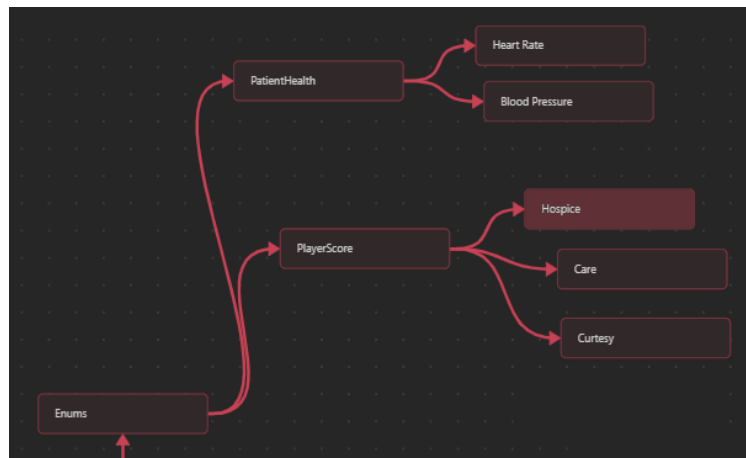 Heart Rate
PatientHealth
Blood Pressure
Hospice
PlayerScore
Care
Curtesy
Enums